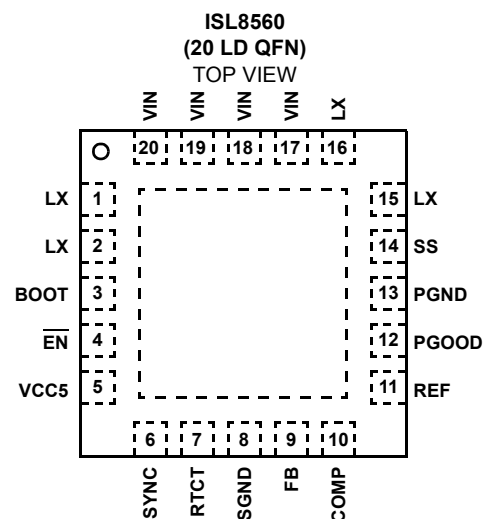 ISL8560
(20 LD QFN)
TOP VIEW
VIN VIN VIN VIN LX
20 19 18 17 16
LX 1 15 LX
LX 2 14 SS
BOOT 3 13 PGND
EN 4 12 PGOOD
VCC5 5 11 REF
6 7 8 9 10
SYNC RTCT SGND FB COMP